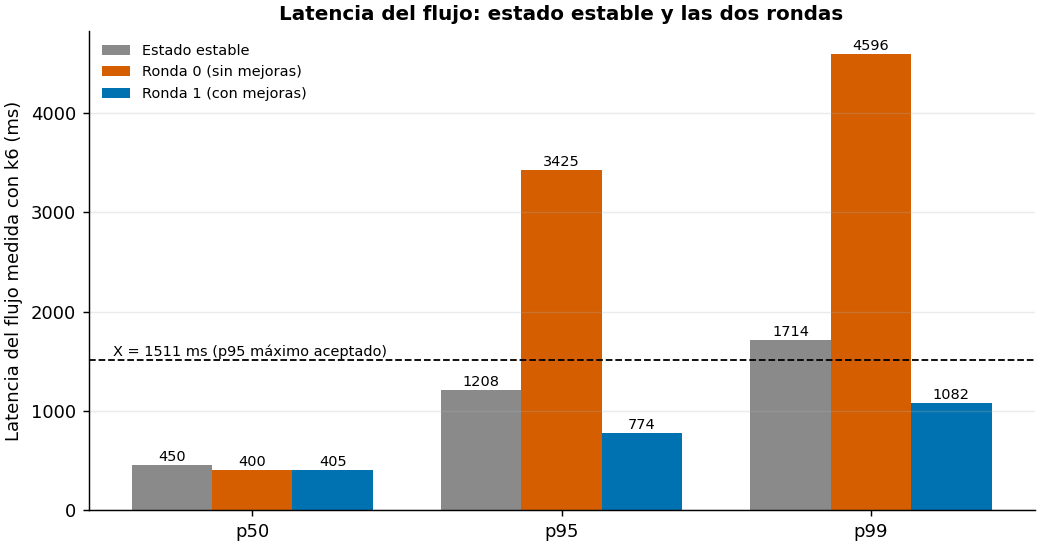 Latencia del flujo: estado estable y las dos rondas
Latencia del flujo medida con k6 (ms)
Estado estable
Ronda 0 (sin mejoras)
Ronda 1 (con mejoras)
4000
3000
2000
1000
0
X = 1511 ms (p95 máximo aceptado)
450
400
405
1208
3425
774
1714
4596
1082
p50
p95
p99